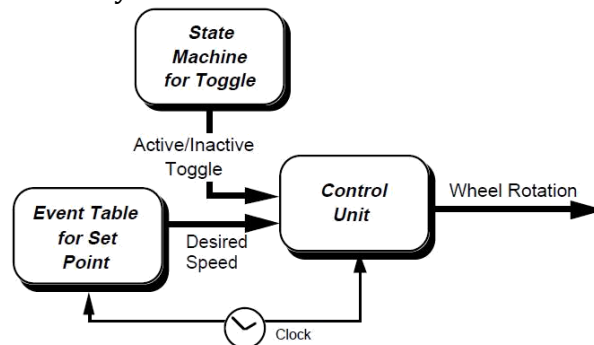 State
Machine
for Toggle
Active/Inactive
Toggle
Control
Unit
Wheel Rotation
Event Table
for Set
Point
Desired
Speed
Clock